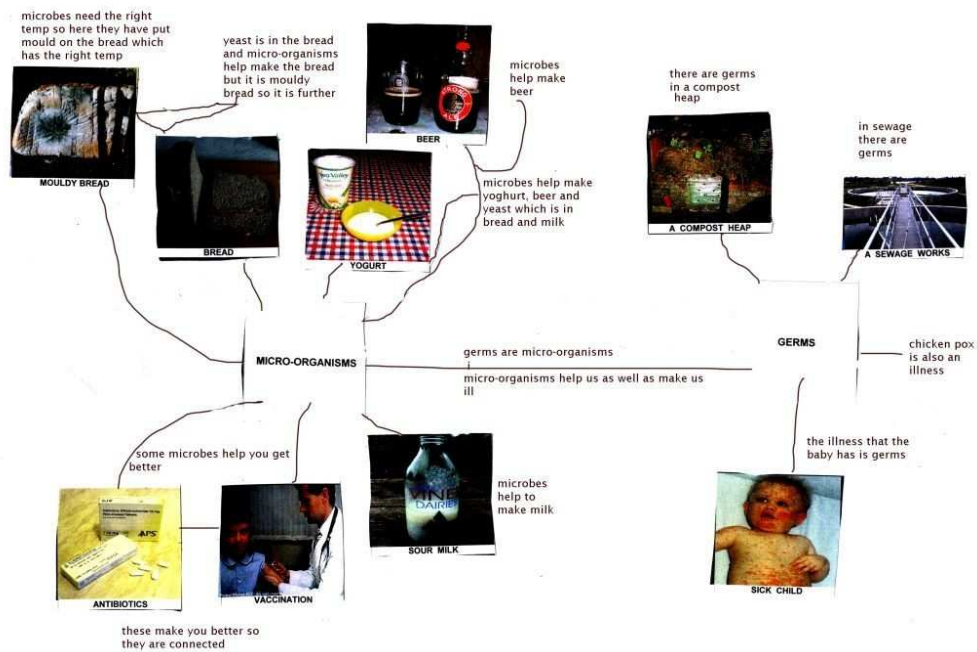 microbes need the right
temp so here they have put
mould on the bread which
has the right temp
MOULDY BREAD
yeast is in the bread
and micro-organisms
help make the bread
but it is mouldy
bread so it is further
BREAD
STRONG
ALE
BEER
microbes
help make
beer
YOGURT
microbes help make
yoghurt, beer and
yeast which is in
bread and milk
there are germs
in a compost
heap
A COMPOST HEAP
in sewage
there are
germs
A SEWAGE WORKS
MICRO-ORGANISMS
germs are micro-organisms
micro-organisms help us as well as make us
ill
GERMS
chicken pox
is also an
illness
some microbes help you get
better
APS
ANTIBIOTICS
VACCINATION
these make you better so
they are connected
VINE
DAIRIE
SOUR MILK
microbes
help to
make milk
the illness that the
baby has is germs
SICK CHILD